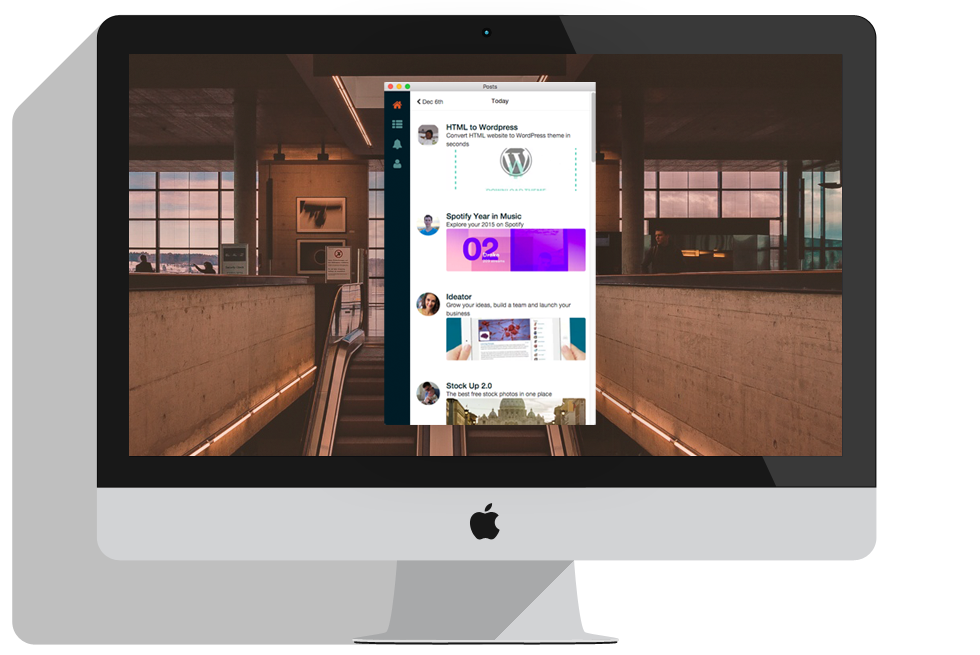 Posts
Dec 6th
Today
HTML to Wordpress
Convert HTML website to WordPress theme in
seconds
Spotify Year in Music
Explore your 2015 on Spotify
02
Ideator
Grow your ideas, build a team and launch your
business
Stock Up 2.0
The best free stock photos in one place